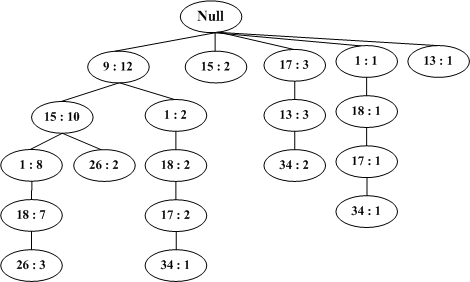 Null
9 : 12
15 : 2
17 : 3
1 : 1
13 : 1
15 : 10
1 : 2
13 : 3
18 : 1
1 : 8
26 : 2
18 : 2
34 : 2
17 : 1
18 : 7
17 : 2
34 : 1
26 : 3
34 : 1